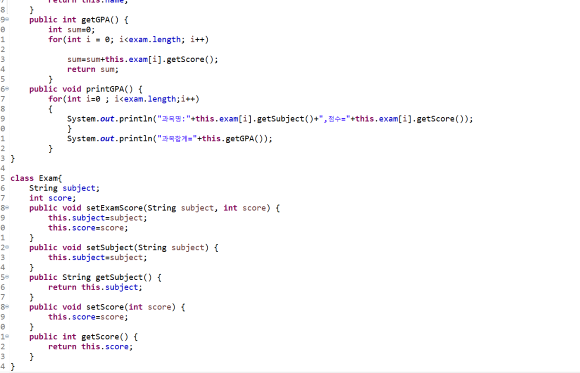 return this.name;
8 }
9 public int getGPA() {
0 int sum=0;
1 for(int i = 0; i<exam.length; i++)
2
3 sum=sum+this.exam[i].getScore();
4 return sum;
5 }
6 public void printGPA() {
7 for(int i=0 ; i<exam.length;i++)
8 {
9 System.out.println("과목명:"+this.exam[i].getSubject()+",점수="+this.exam[i].getScore());
0 }
1 System.out.println("과목합계="+this.getGPA());
2 }
3 }
4
5 class Exam{
6 String subject;
7 int score;
8 public void setExamScore(String subject, int score) {
9 this.subject=subject;
0 this.score=score;
1 }
2 public void setSubject(String subject) {
3 this.subject=subject;
4 }
5 public String getSubject() {
6 return this.subject;
7 }
8 public void setScore(int score) {
9 this.score=score;
0 }
1 public int getScore() {
2 return this.score;
3 }
4 }